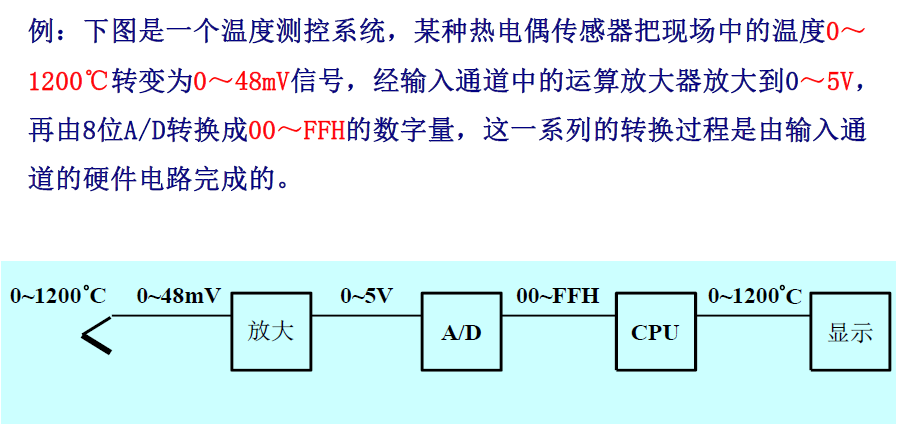 例：下图是一个温度测控系统，某种热电偶传感器把现场中的温度0～
1200℃转变为0～48mV信号，经输入通道中的运算放大器放大到0～5V，
再由8位A/D转换成00～FFH的数字量，这一系列的转换过程是由输入通
道的硬件电路完成的。
0~1200℃ 0~48mV 0~5V 00~FFH 0~1200℃
放大 A/D CPU 显示